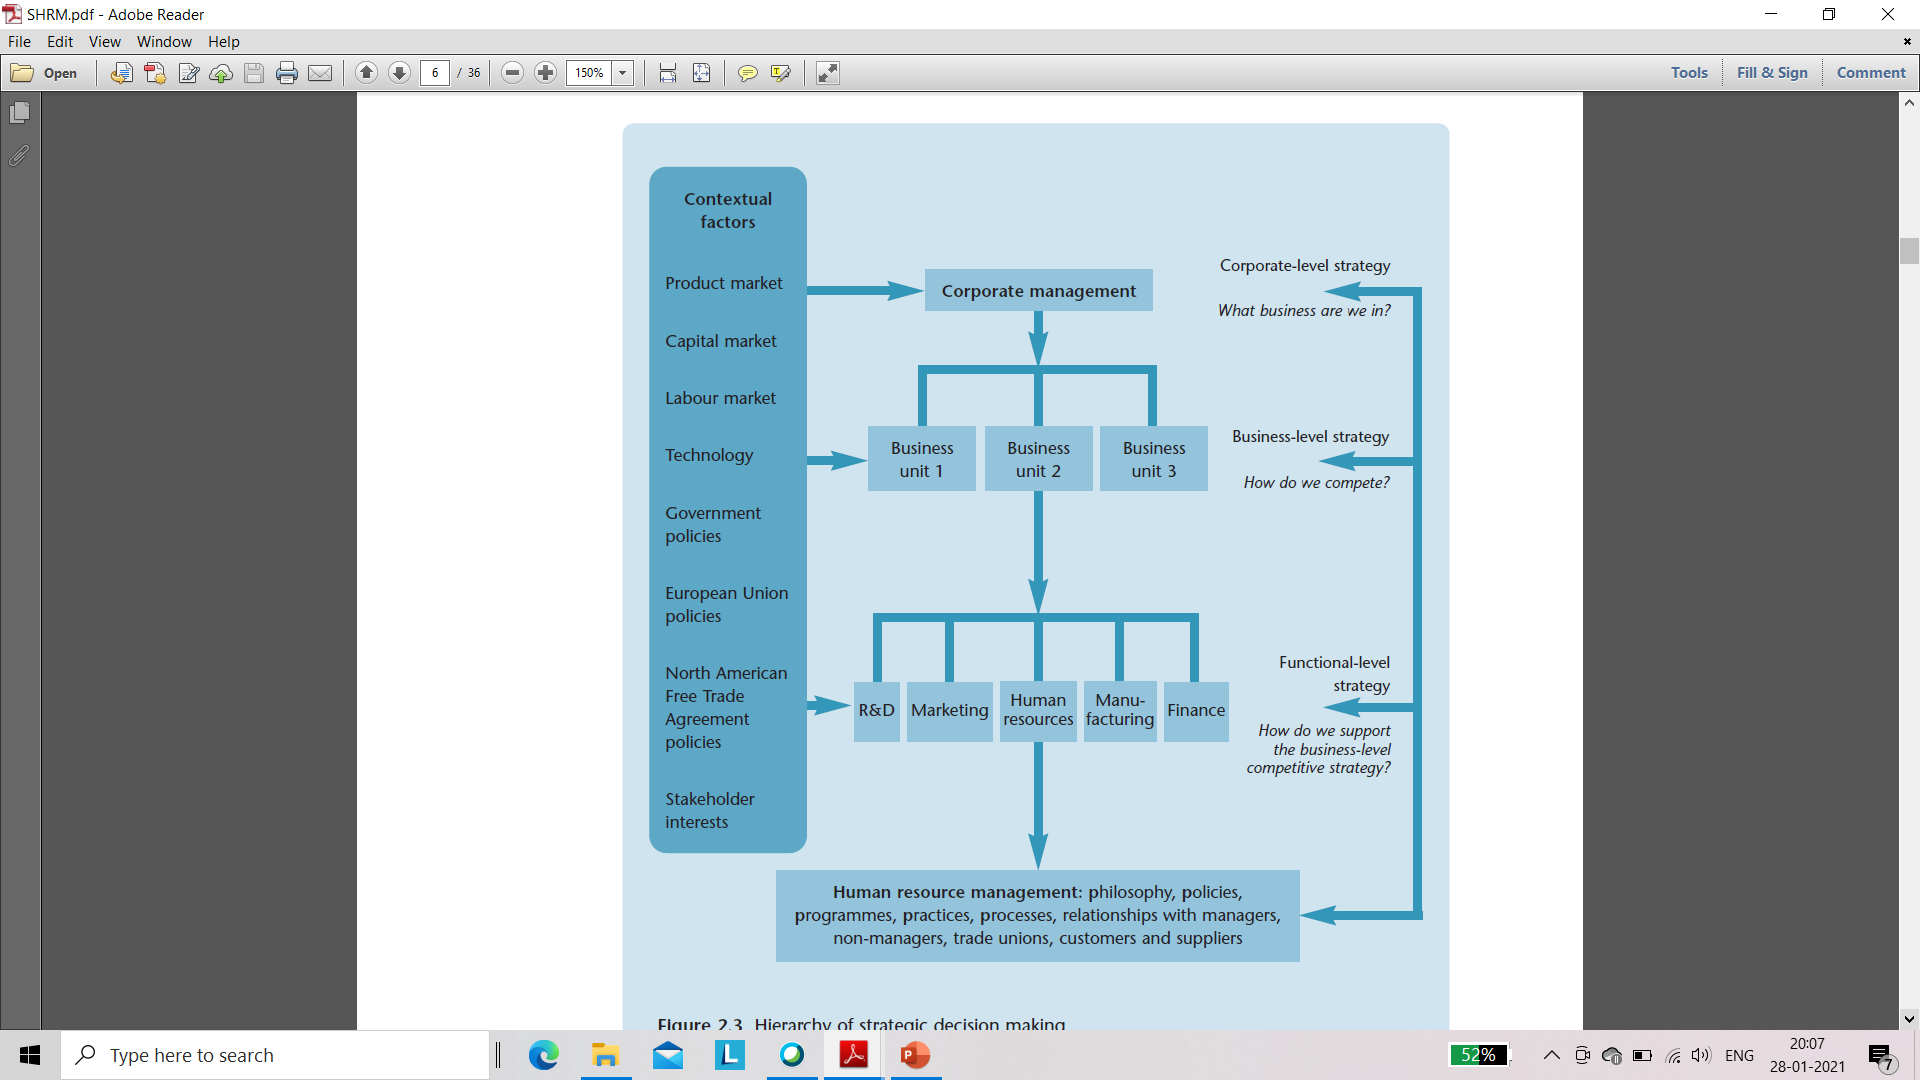 SHRM.pdf - Adobe Reader
File Edit View Window Help
Open
6 / 36
150%
Tools Fill & Sign Comment
Contextual
factors
Product market
Capital market
Labour market
Technology
Government
policies
European Union
policies
North American
Free Trade
Agreement
policies
Stakeholder
interests
Corporate management
Business
unit 1
Business
unit 2
Business
unit 3
R&D
Marketing
Human
resources
Manu-
facturing
Finance
Corporate-level strategy
What business are we in?
Business-level strategy
How do we compete?
Functional-level
strategy
How do we support
the business-level
competitive strategy?
Human resource management: philosophy, policies,
programmes, practices, processes, relationships with managers,
non-managers, trade unions, customers and suppliers
Figure 2.3 Hierarchy of strategic decision making
Type here to search
L
P
52%
ENG
20:07
28-01-2021
7